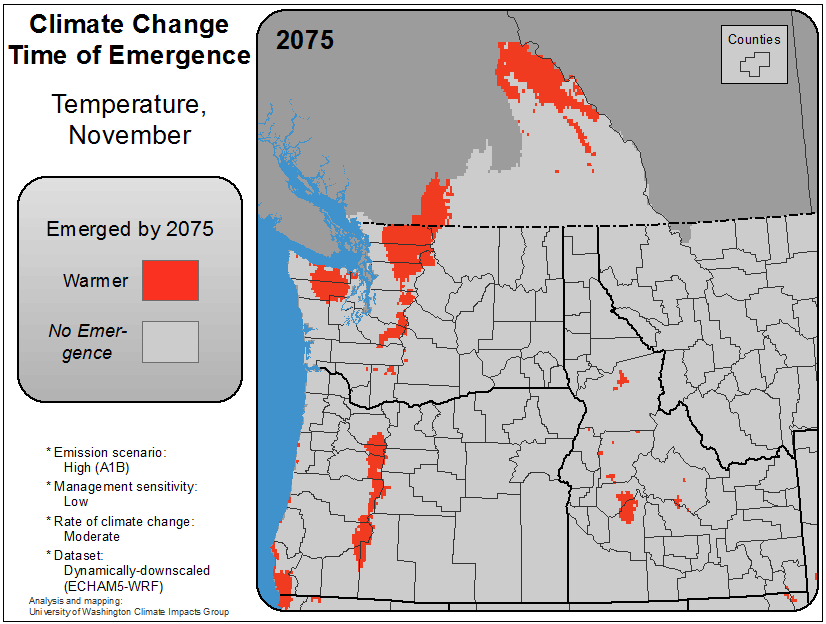 Climate Change
Time of Emergence
Temperature,
November
Emerged by 2075
Warmer
No Emer-
gence
* Emission scenario:
High (A1B)
* Management sensitivity:
Low
* Rate of climate change:
Moderate
* Dataset:
Dynamically-downscaled
(ECHAM5-WRF)
Analysis and mapping:
University of Washington Climate Impacts Group
2075
Counties